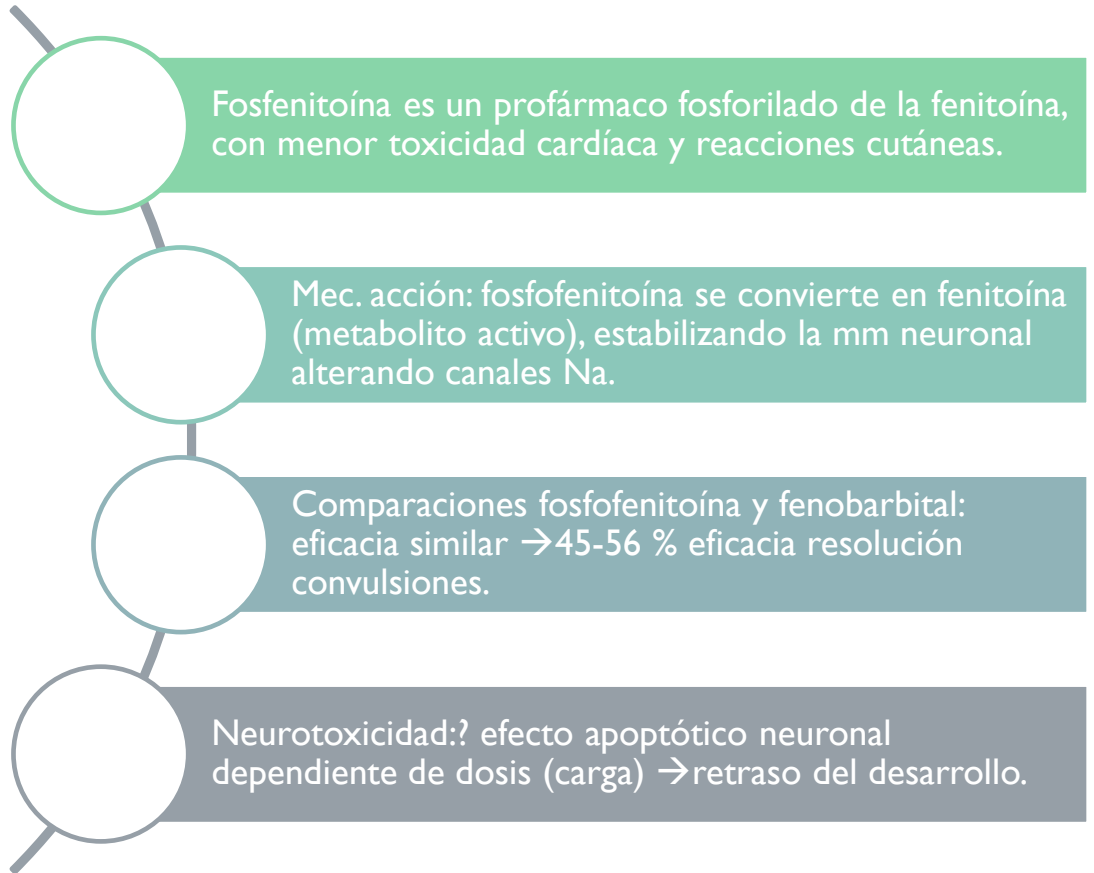 Fosfenitoína es un profármaco fosforilado de la fenitoína,
con menor toxicidad cardíaca y reacciones cutáneas.
Mec. acción: fosfofenitoína se convierte en fenitoína
(metabolito activo), estabilizando la mm neuronal
alterando canales Na.
Comparaciones fosfofenitoína y fenobarbital:
eficacia similar →45-56 % eficacia resolución
convulsiones.
Neurotoxicidad:? efecto apoptótico neuronal
dependiente de dosis (carga) →retraso del desarrollo.